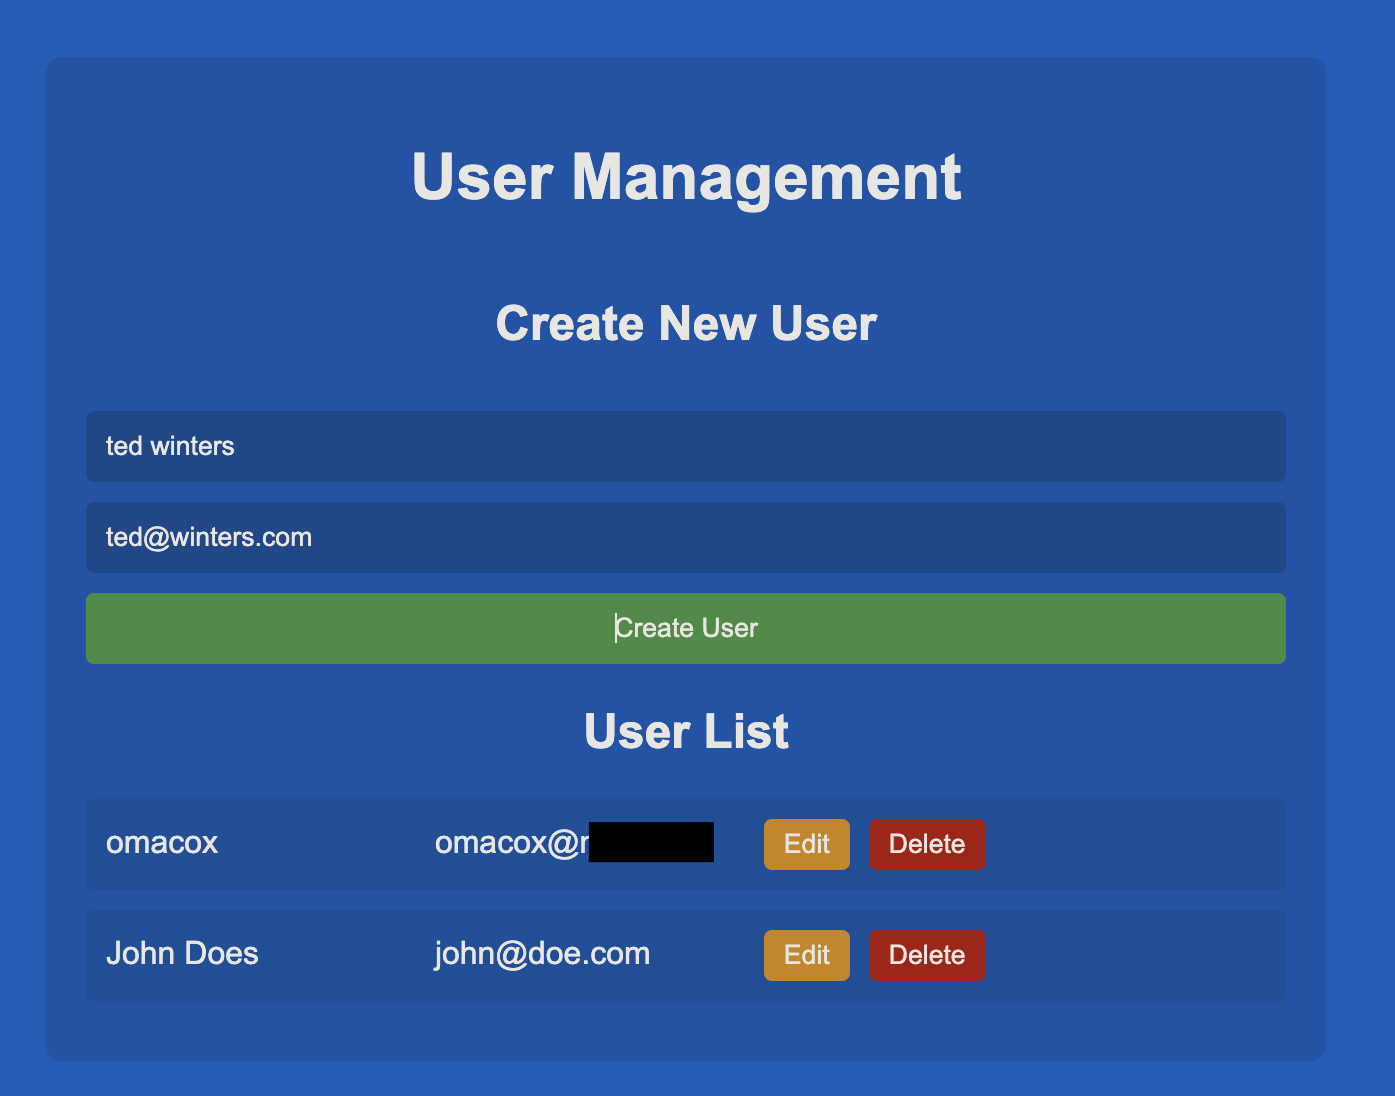 User Management
Create New User
ted winters
ted@winters.com
Create User
User List
omacox omacox@r Edit Delete
John Does john@doe.com Edit Delete